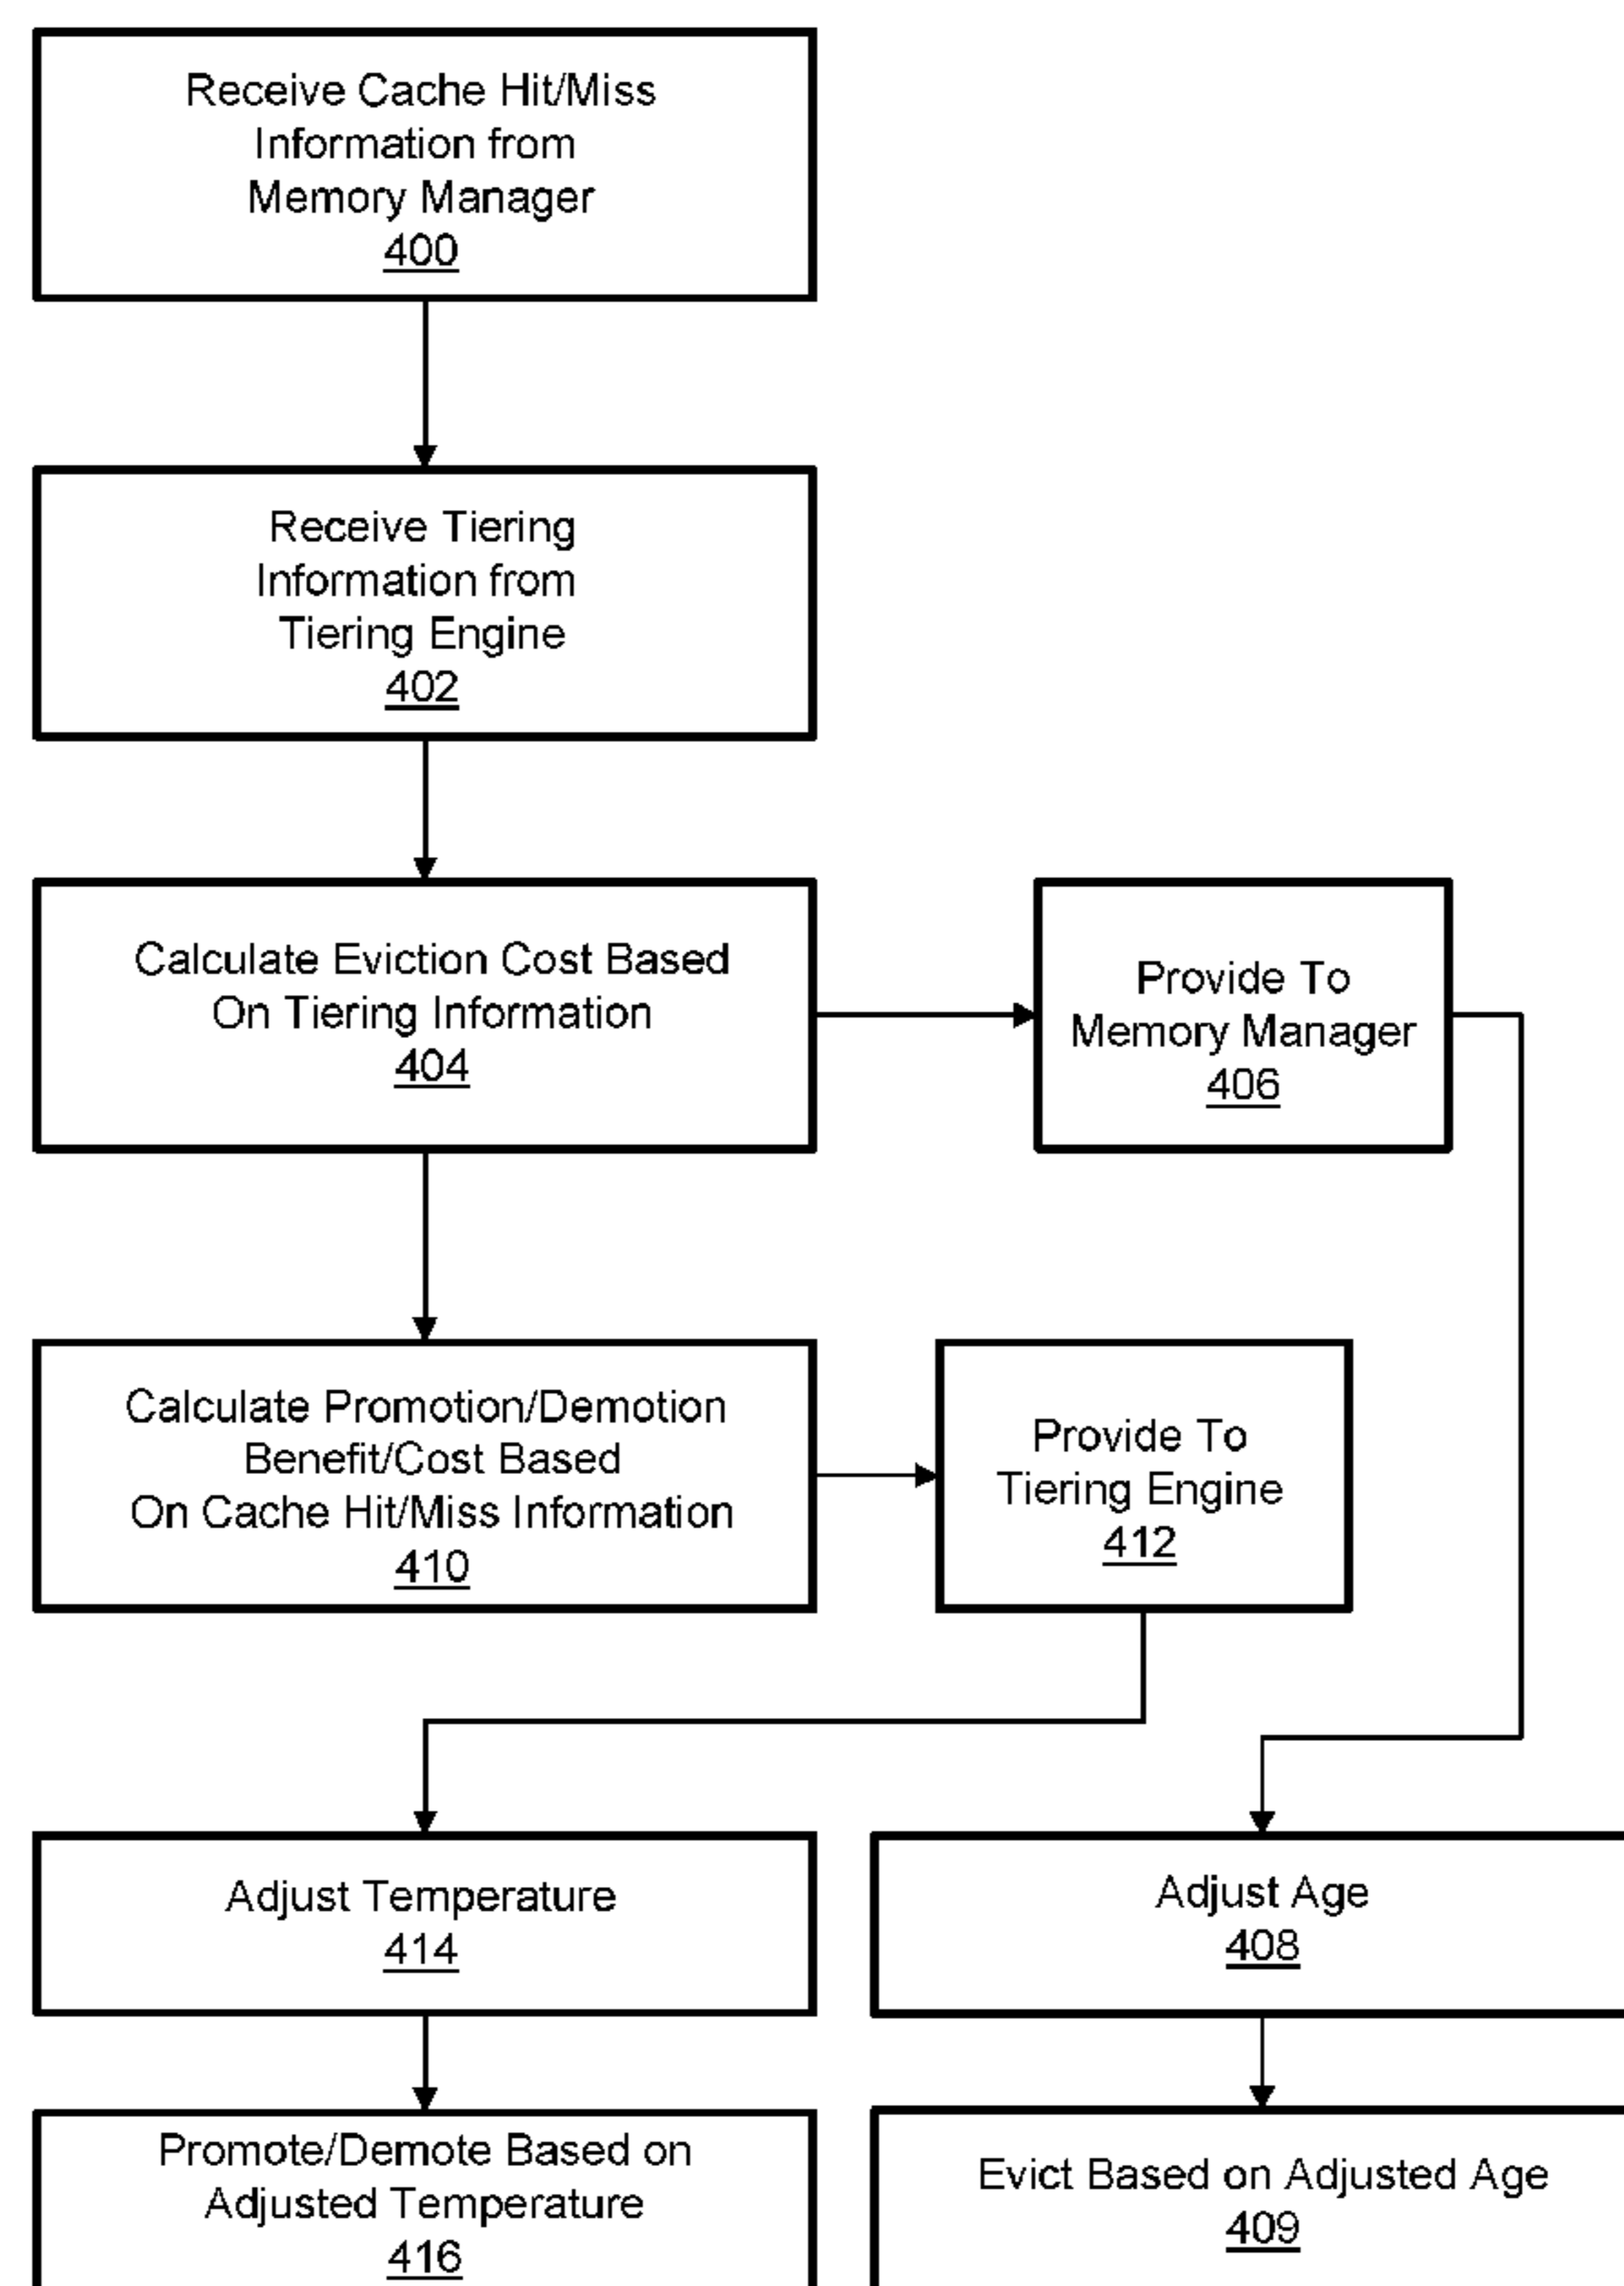 Receive Cache Hit/Miss
Information from
Memory Manager
400
Receive Tiering
Information from
Tiering Engine
402
Calculate Eviction Cost Based
On Tiering Information
404
Provide To
Memory Manager
406
Calculate Promotion/Demotion
Benefit/Cost Based
On Cache Hit/Miss Information
410
Provide To
Tiering Engine
412
Adjust Temperature
414
Adjust Age
408
Promote/Demote Based on
Adjusted Temperature
416
Evict Based on Adjusted Age
409